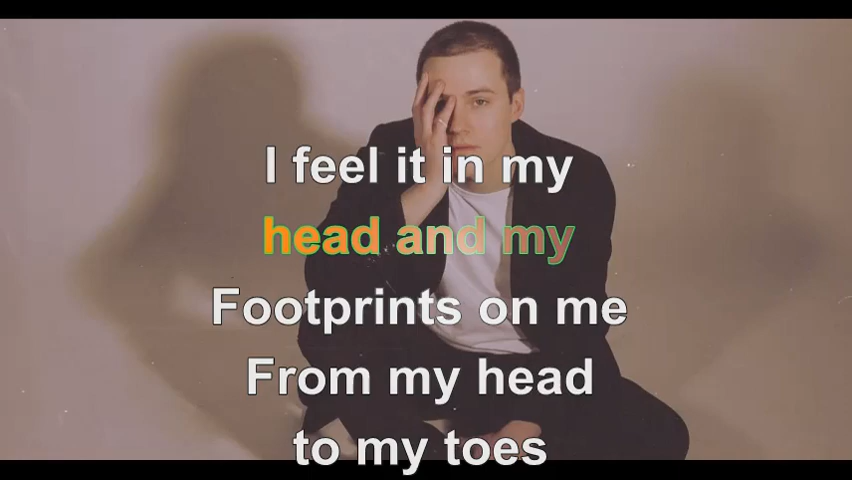 I feel it in my
head and my
Footprints on me
From my head
to my toes